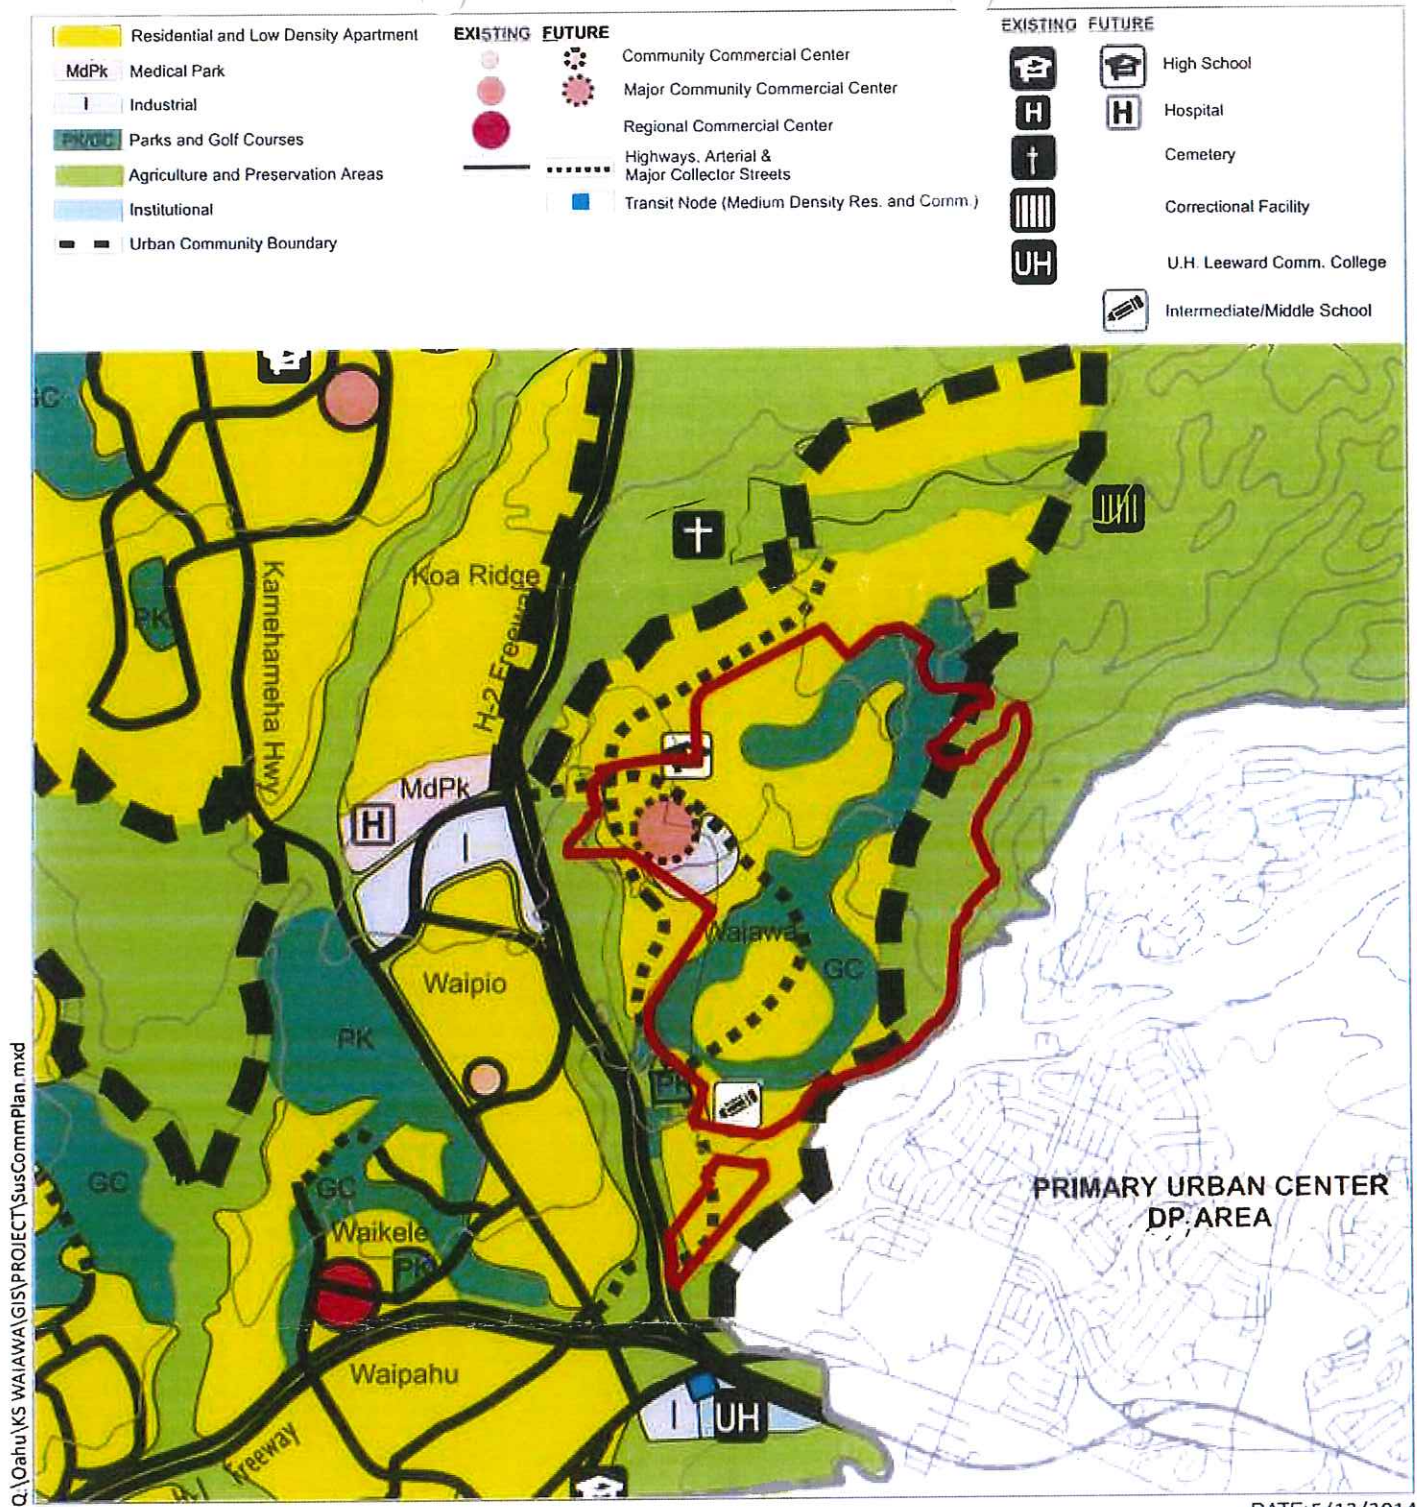 Residential and Low Density Apartment
MdPk Medical Park
I Industrial
PK/GC Parks and Golf Courses
Agriculture and Preservation Areas
Institutional
Urban Community Boundary
EXISTING FUTURE
Community Commercial Center
Major Community Commercial Center
Regional Commercial Center
Highways, Arterial &
Major Collector Streets
Transit Node (Medium Density Res. and Comm.)
EXISTING FUTURE
High School
H H Hospital
Cemetery
Correctional Facility
UH U.H. Leeward Comm. College
Intermediate/Middle School
GC
Koa Ridge
PK
Kamehameha Hwy
H-2 Freeway
MdPk
H
I
Waiawa
GC
Waipio
PK
PK
GC
GC
Waikele
PK
PRIMARY URBAN CENTER
DP AREA
Waipahu
I
UH
H-1 Freeway
Q:\Oahu\KS WAIAWA\GIS\PROJECT\SusCommPlan.mxd